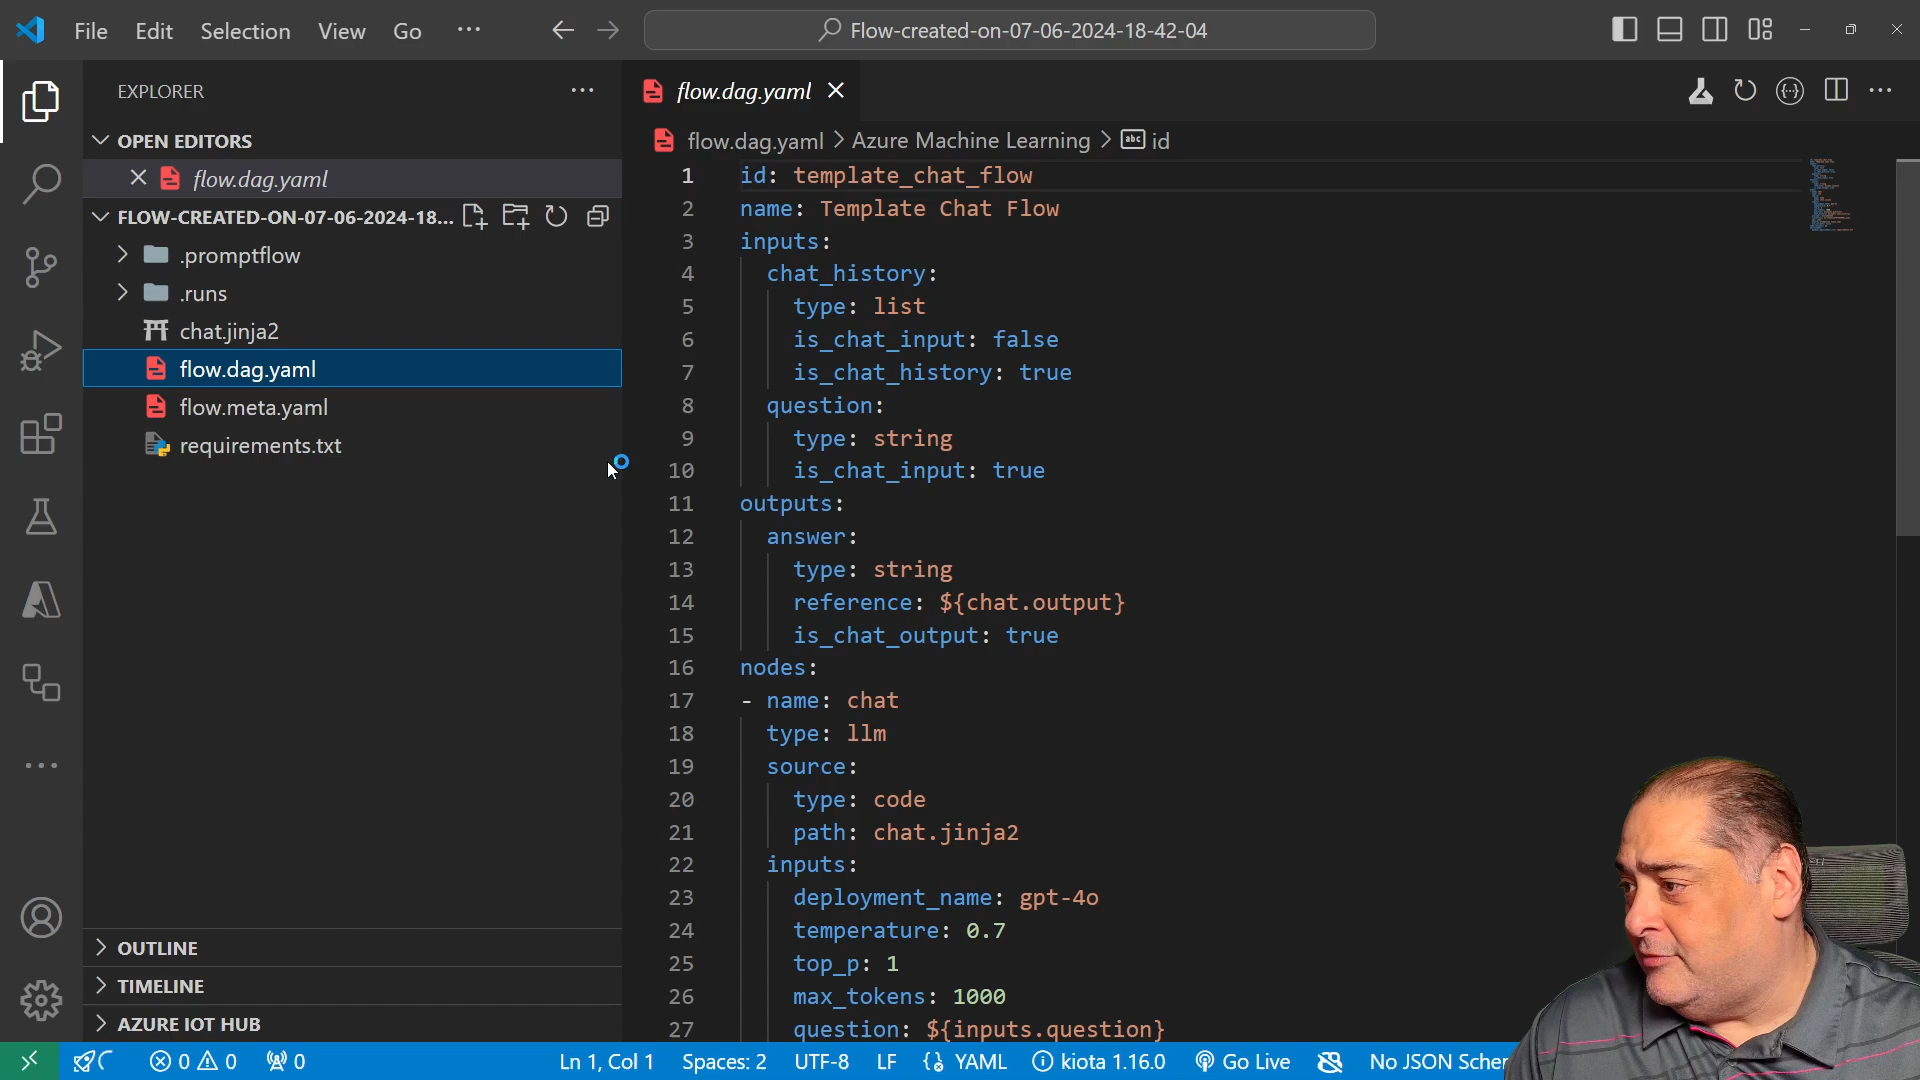 File Edit Selection View Go ···
Flow-created-on-07-06-2024-18-42-04
EXPLORER
OPEN EDITORS
flow.dag.yaml
FLOW-CREATED-ON-07-06-2024-18...
.promptflow
.runs
chat.jinja2
flow.dag.yaml
flow.meta.yaml
requirements.txt
OUTLINE
TIMELINE
AZURE IOT HUB
flow.dag.yaml
flow.dag.yaml > Azure Machine Learning > abc id
1 id: template_chat_flow
2 name: Template Chat Flow
3 inputs:
4 chat_history:
5 type: list
6 is_chat_input: false
7 is_chat_history: true
8 question:
9 type: string
10 is_chat_input: true
11 outputs:
12 answer:
13 type: string
14 reference: ${chat.output}
15 is_chat_output: true
16 nodes:
17 - name: chat
18 type: llm
19 source:
20 type: code
21 path: chat.jinja2
22 inputs:
23 deployment_name: gpt-4o
24 temperature: 0.7
25 top_p: 1
26 max_tokens: 1000
27 question: ${inputs.question}
0 0 0 Ln 1, Col 1 Spaces: 2 UTF-8 LF {} YAML kiota 1.16.0 Go Live No JSON Scher